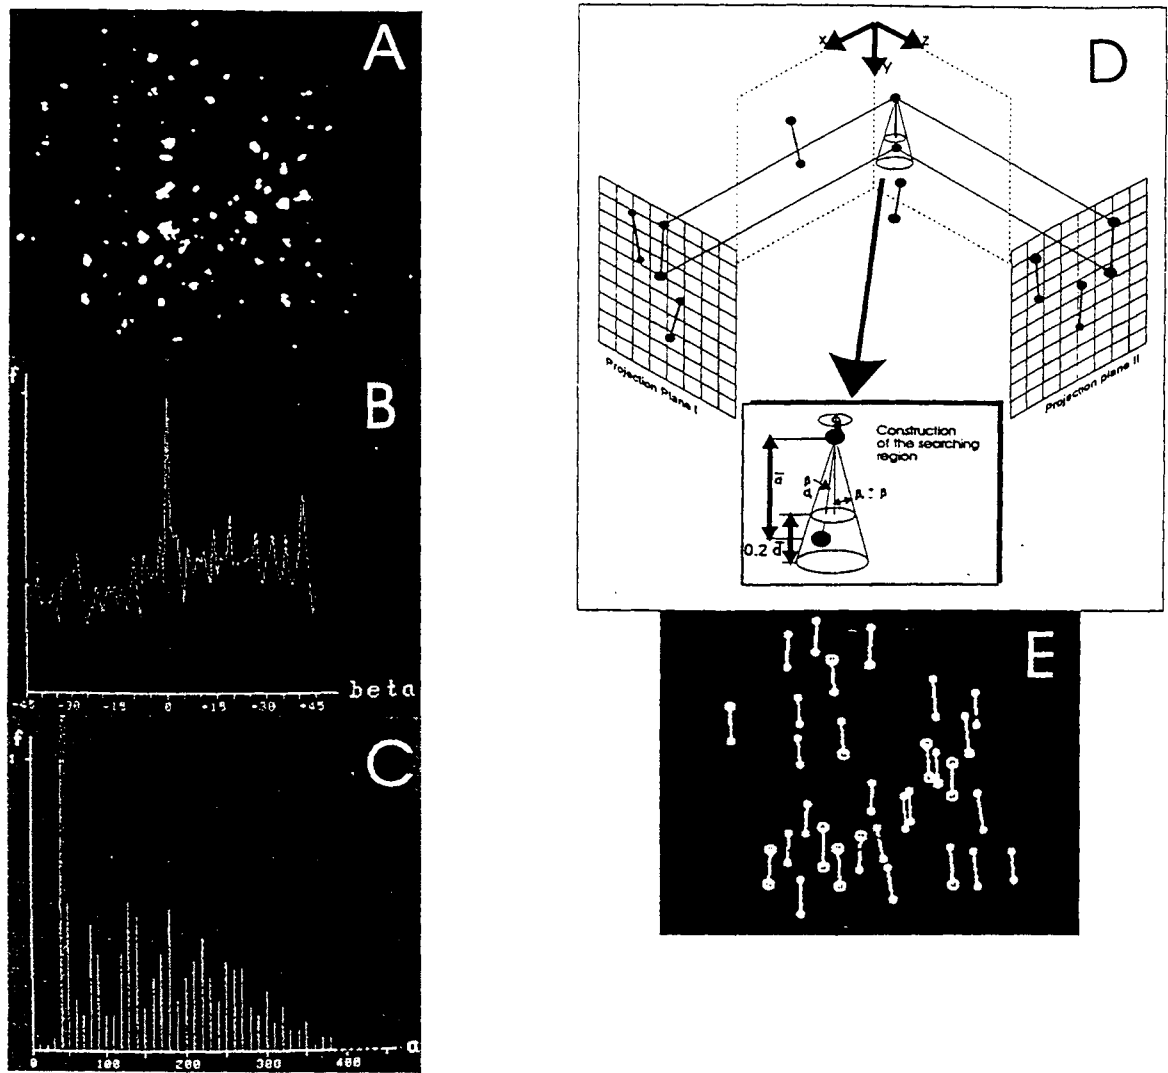 A
f
B
beta
-45 -30 -15 0 +15 +30 +45
f
C
0 100 200 300 400
D
x
z
y
Projection Plane I
Projection plane II
Construction
of the searching
region
d
β
β
0.2 d
E